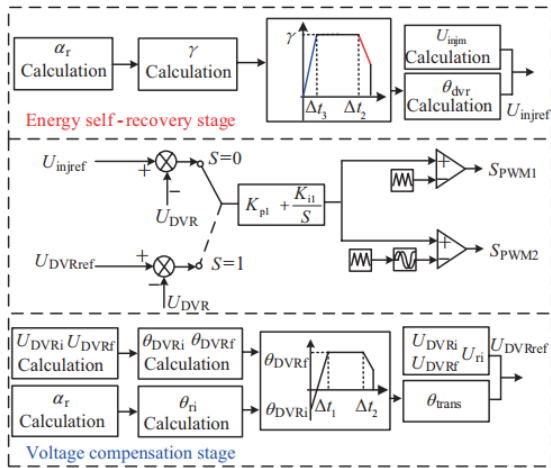 αr
Calculation
γ
Calculation
γ
Δt3
Δt2
Uinjm
Calculation
θdvr
Calculation
Uinjref
Energy self-recovery stage
Uinjref
+
−
UDVR
S=0
Kp1 + Ki1/S
+
−
SPWM1
UDVRref
+
−
UDVR
S=1
+
−
SPWM2
UDVRi UDVRf
Calculation
θDVRi θDVRf
Calculation
θDVRf
θDVRi
Δt1
Δt2
UDVRi
UDVRf
Uri
UDVRref
αr
Calculation
θri
Calculation
θtrans
Voltage compensation stage